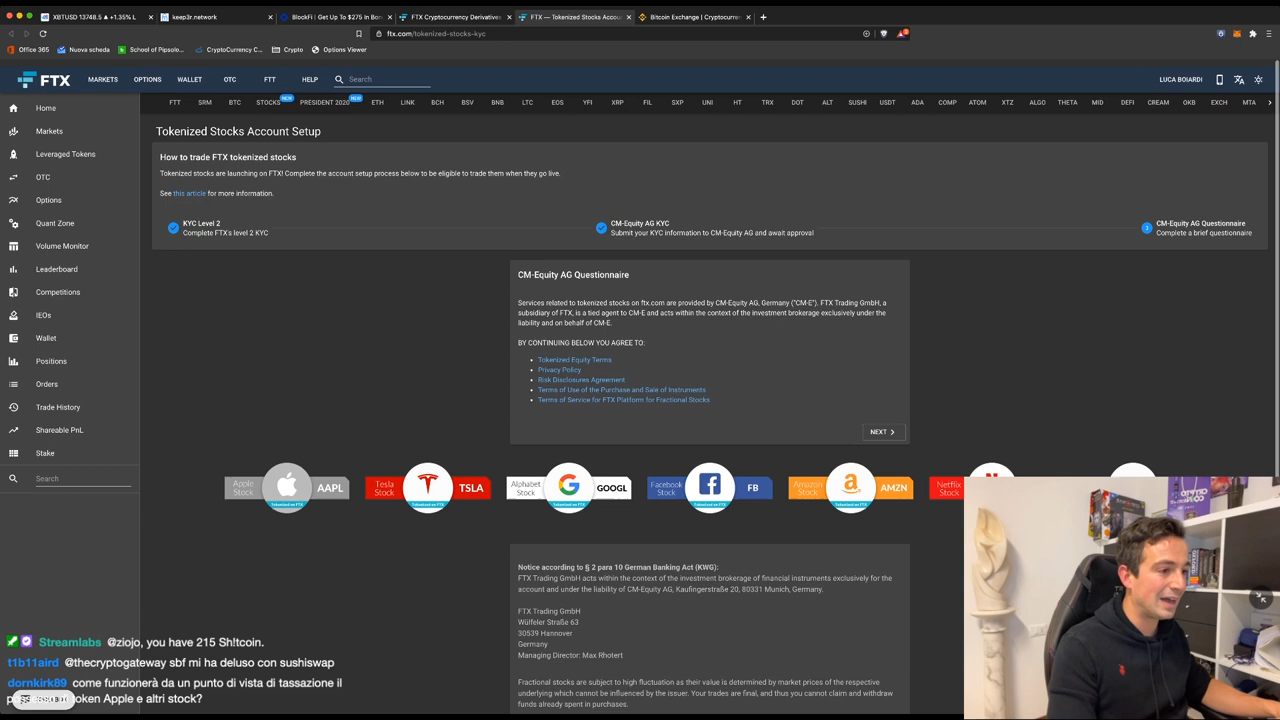 XBTUSD 13748.5 ▲ +1.35% L
keep3r.network
BlockFi | Get Up To $275 In Bon
FTX Cryptocurrency Derivatives
FTX — Tokenized Stocks Accou
Bitcoin Exchange | Cryptocurre
ftx.com/tokenized-stocks-kyc
Office 365
Nuova scheda
School of Pipsolo...
CryptoCurrency C...
Crypto
Options Viewer
FTX
MARKETS
OPTIONS
WALLET
OTC
FTT
HELP
Search
LUCA BOIARDI
FTT
SRM
BTC
STOCKS NEW
PRESIDENT 2020 NEW
ETH
LINK
BCH
BSV
BNB
LTC
EOS
YFI
XRP
FIL
SXP
UNI
HT
TRX
DOT
ALT
SUSHI
USDT
ADA
COMP
ATOM
XTZ
ALGO
THETA
MID
DEFI
CREAM
OKB
EXCH
MTA
Home
Markets
Leveraged Tokens
OTC
Options
Quant Zone
Volume Monitor
Leaderboard
Competitions
IEOs
Wallet
Positions
Orders
Trade History
Shareable PnL
Stake
Search
Tokenized Stocks Account Setup
How to trade FTX tokenized stocks
Tokenized stocks are launching on FTX! Complete the account setup process below to be eligible to trade them when they go live.
See this article for more information.
KYC Level 2
Complete FTX's level 2 KYC
CM-Equity AG KYC
Submit your KYC information to CM-Equity AG and await approval
3
CM-Equity AG Questionnaire
Complete a brief questionnaire
CM-Equity AG Questionnaire
Services related to tokenized stocks on ftx.com are provided by CM-Equity AG, Germany ("CM-E"). FTX Trading GmbH, a
subsidiary of FTX, is a tied agent to CM-E and acts within the context of the investment brokerage exclusively under the
liability and on behalf of CM-E.
BY CONTINUING BELOW YOU AGREE TO:
Tokenized Equity Terms
Privacy Policy
Risk Disclosures Agreement
Terms of Use of the Purchase and Sale of Instruments
Terms of Service for FTX Platform for Fractional Stocks
NEXT
Apple
Stock
AAPL
Tokenized on FTX
Tesla
Stock
TSLA
Tokenized on FTX
Alphabet
Stock
GOOGL
Tokenized on FTX
Facebook
Stock
FB
Tokenized on FTX
Amazon
Stock
AMZN
Tokenized on FTX
Netflix
Stock
Notice according to § 2 para 10 German Banking Act (KWG):
FTX Trading GmbH acts within the context of the investment brokerage of financial instruments exclusively for the
account and under the liability of CM-Equity AG, Kaufingerstraße 20, 80331 Munich, Germany.
FTX Trading GmbH
Wülfeler Straße 63
30539 Hannover
Germany
Managing Director: Max Rhotert
Fractional stocks are subject to high fluctuation as their value is determined by market prices of the respective
underlying which cannot be influenced by the issuer. Your trades are final, and thus you cannot claim and withdraw
funds already spent in purchases.
Streamlabs @ziojo, you have 215 Sh!tcoin.
t1b11aird @thecryptogateway sbf mi ha deluso con sushiswap
dornkirk89 come funzionerà da un punto di tassazione il
possesso di token Apple e altri stock?